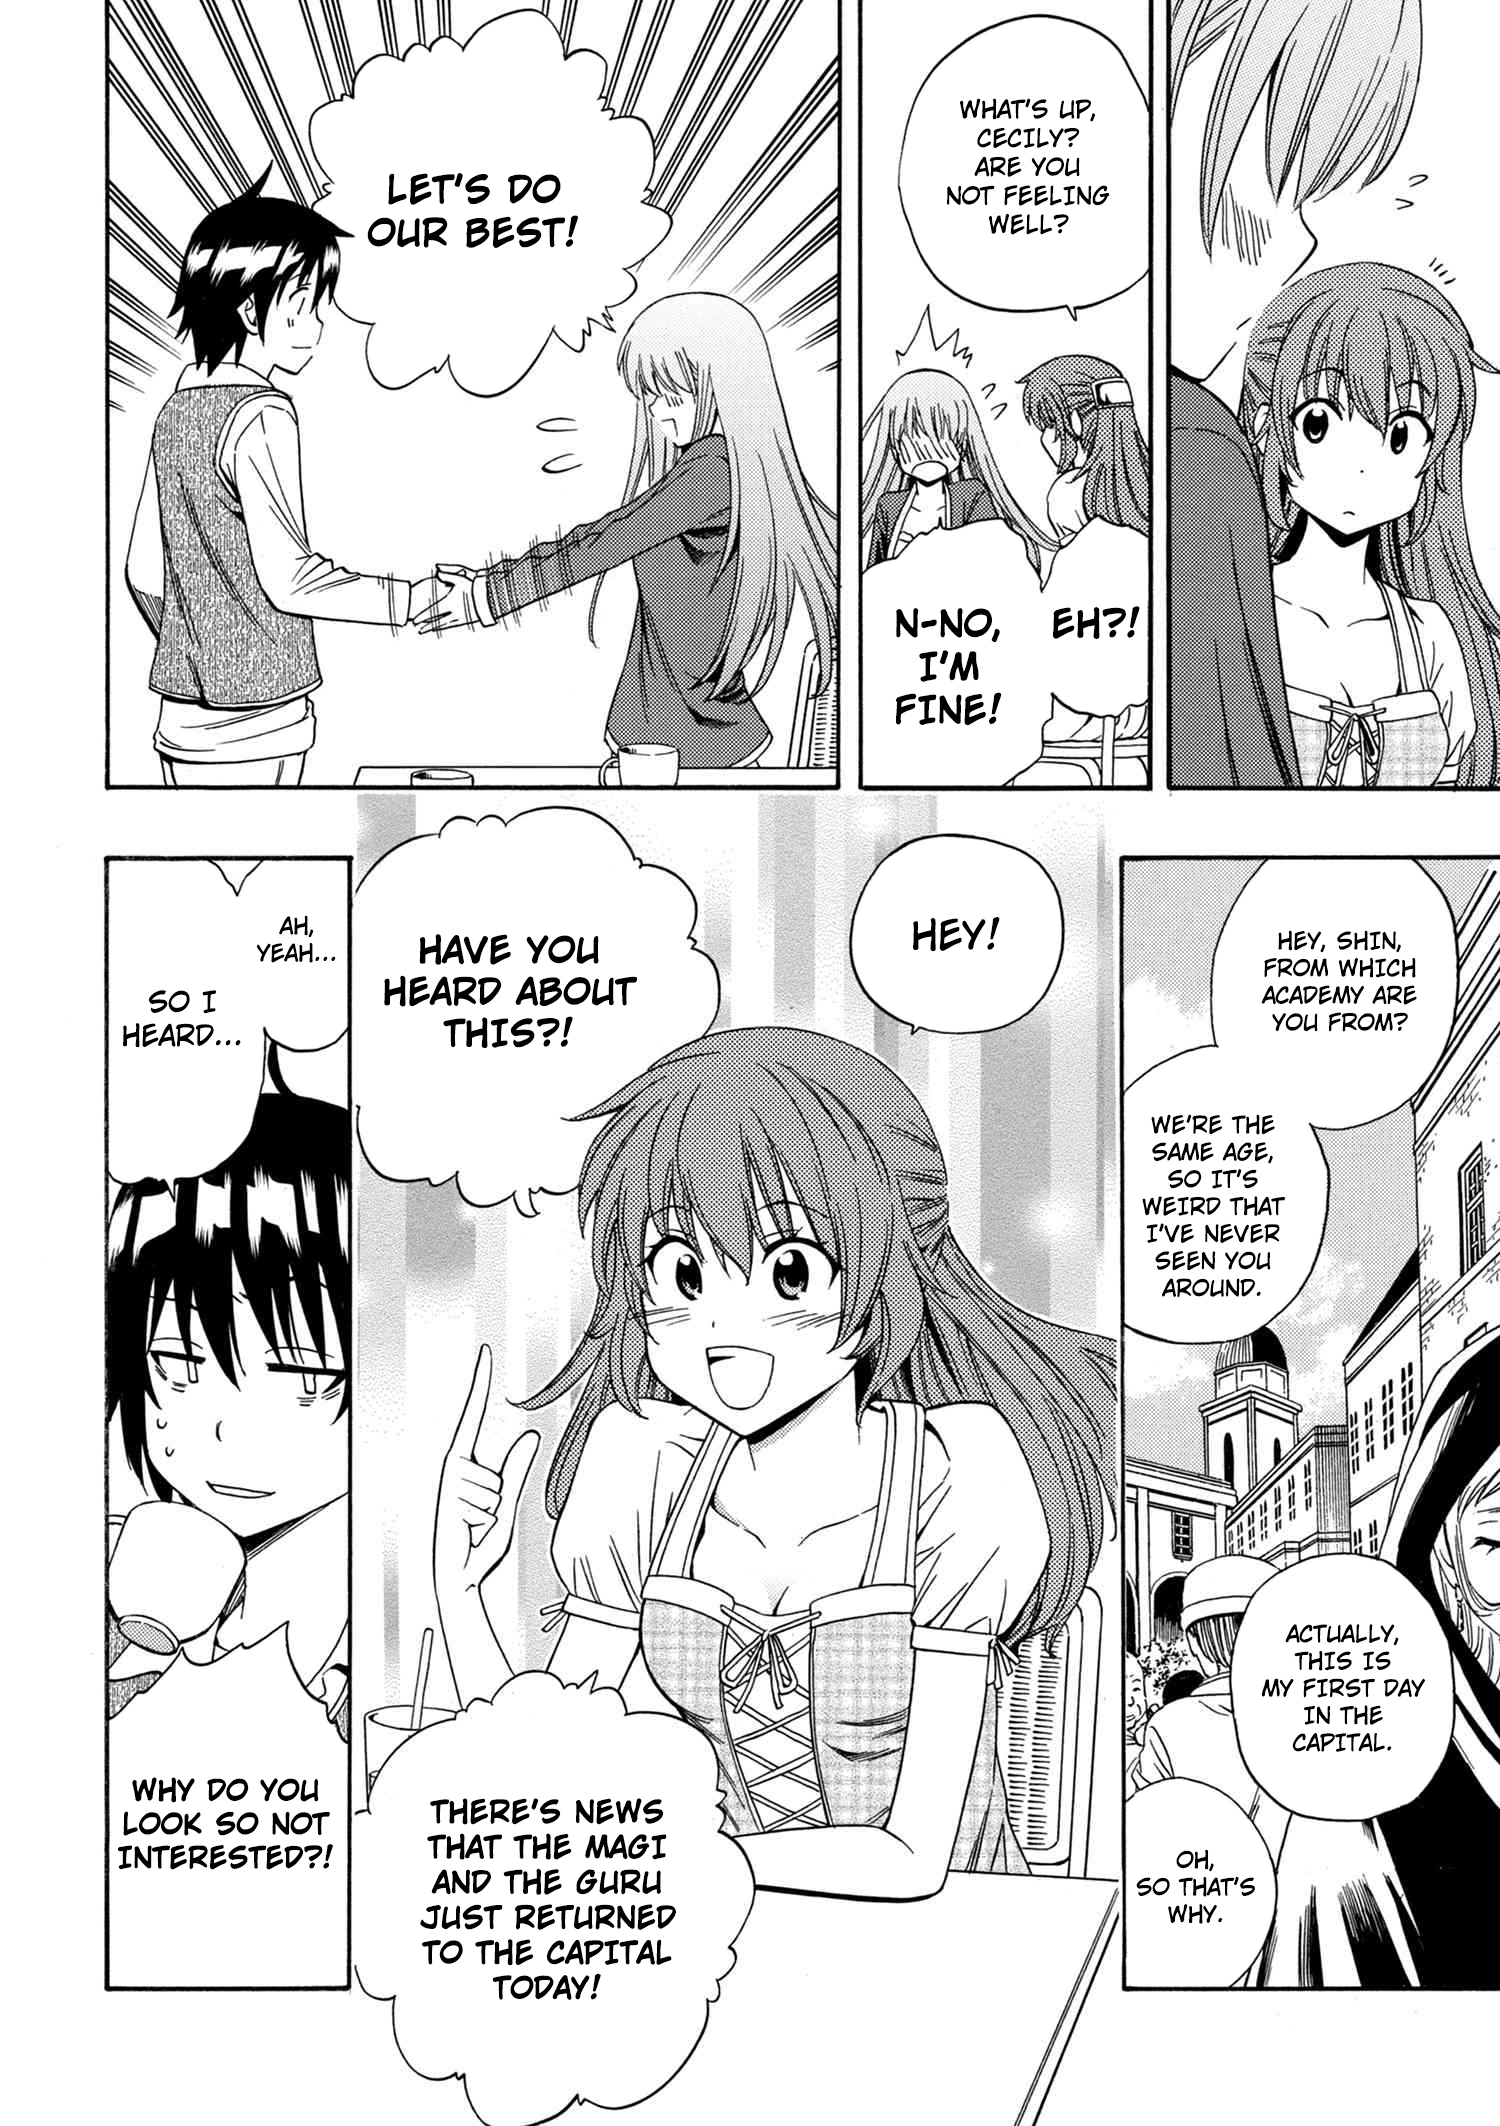 WHAT'S UP,
CECILY?
ARE YOU
NOT FEELING
WELL?
EH?!
N-NO,
I'M
FINE!
LET'S DO
OUR BEST!
HEY, SHIN,
FROM WHICH
ACADEMY ARE
YOU FROM?
WE'RE THE
SAME AGE,
SO IT'S
WEIRD THAT
I'VE NEVER
SEEN YOU
AROUND.
ACTUALLY,
THIS IS
MY FIRST DAY
IN THE
CAPITAL.
OH,
SO THAT'S
WHY.
HEY!
HAVE YOU
HEARD ABOUT
THIS?!
THERE'S NEWS
THAT THE MAGI
AND THE GURU
JUST RETURNED
TO THE CAPITAL
TODAY!
AH,
YEAH...
SO I
HEARD...
WHY DO YOU
LOOK SO NOT
INTERESTED?!